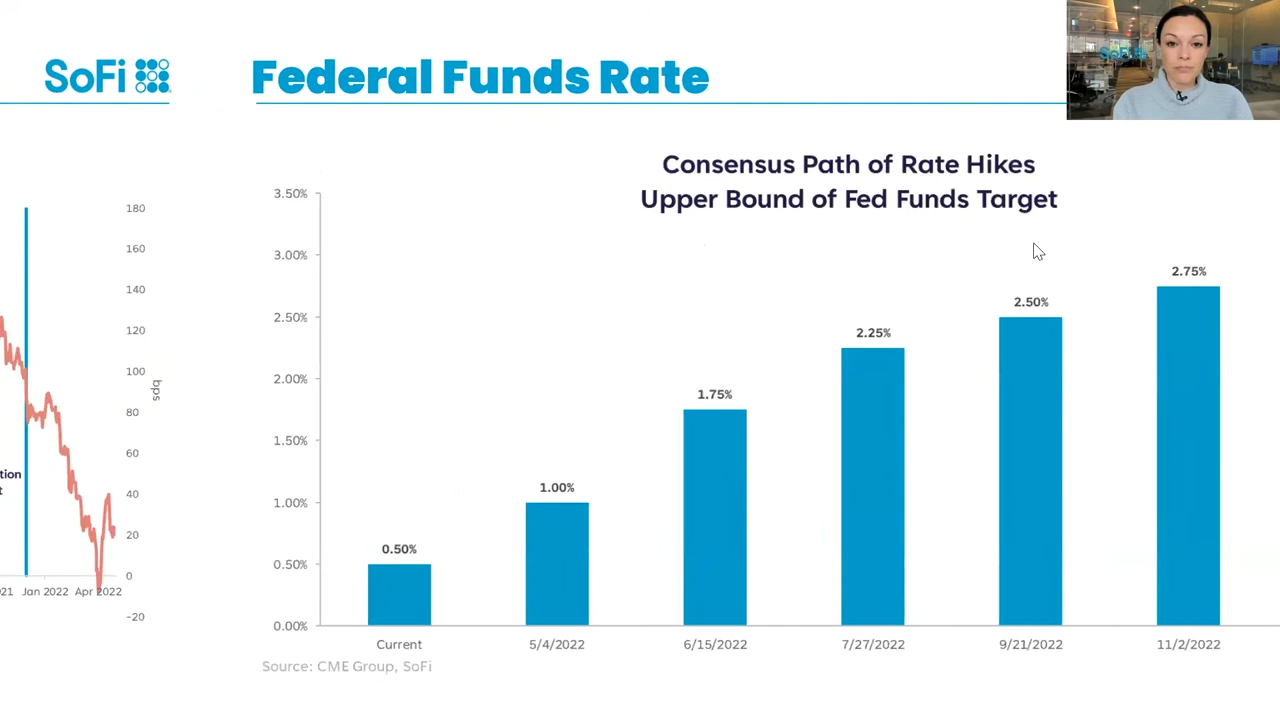 SoFi
Federal Funds Rate
SoFi
180
160
140
120
100
80
60
40
20
0
-20
bps
tion
t
021 Jan 2022 Apr 2022
Consensus Path of Rate Hikes
Upper Bound of Fed Funds Target
3.50%
3.00%
2.50%
2.00%
1.50%
1.00%
0.50%
0.00%
0.50%
1.00%
1.75%
2.25%
2.50%
2.75%
Current 5/4/2022 6/15/2022 7/27/2022 9/21/2022 11/2/2022
Source: CME Group, SoFi